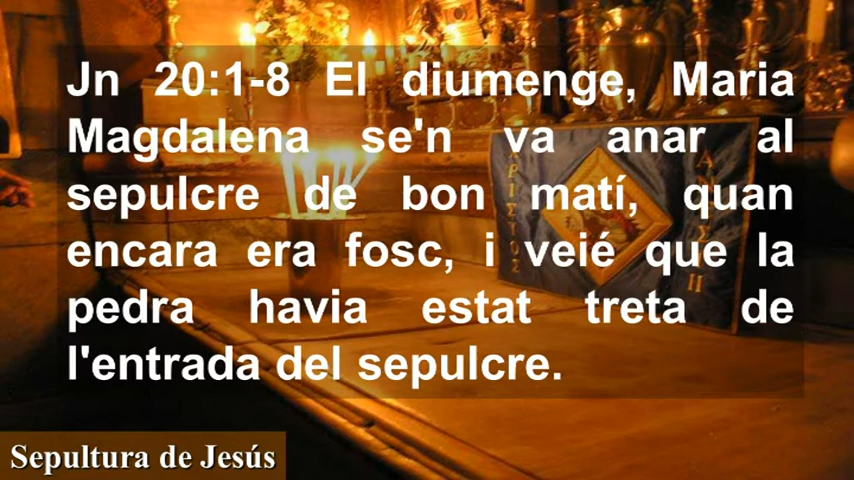 Jn 20:1-8 El diumenge, Maria
Magdalena se'n va anar al
sepulcre de bon matí, quan
encara era fosc, i veié que la
pedra havia estat treta de
l'entrada del sepulcre.
Sepultura de Jesús